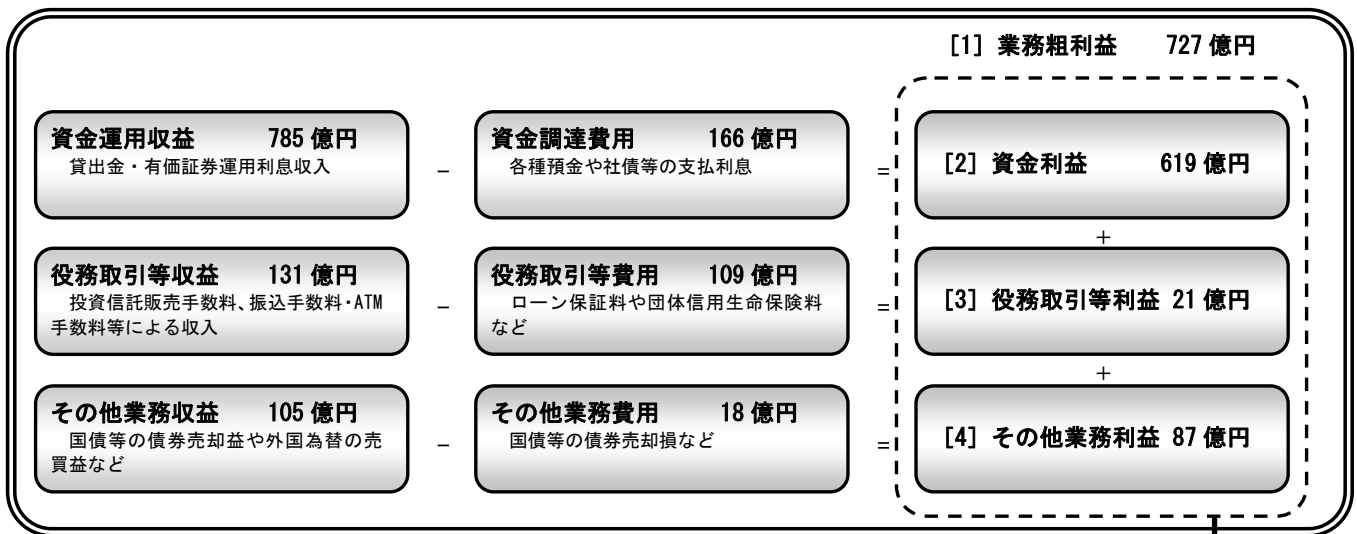 [1] 業務粗利益 727 億円
資金運用収益 785 億円
貸出金・有価証券運用利息収入
－
資金調達費用 166 億円
各種預金や社債等の支払利息
=
[2] 資金利益 619 億円
+
役務取引等収益 131 億円
投資信託販売手数料、振込手数料・ATM
手数料等による収入
－
役務取引等費用 109 億円
ローン保証料や団体信用生命保険料
など
=
[3] 役務取引等利益 21 億円
+
その他業務収益 105 億円
国債等の債券売却益や外国為替の売
買益など
－
その他業務費用 18 億円
国債等の債券売却損など
=
[4] その他業務利益 87 億円